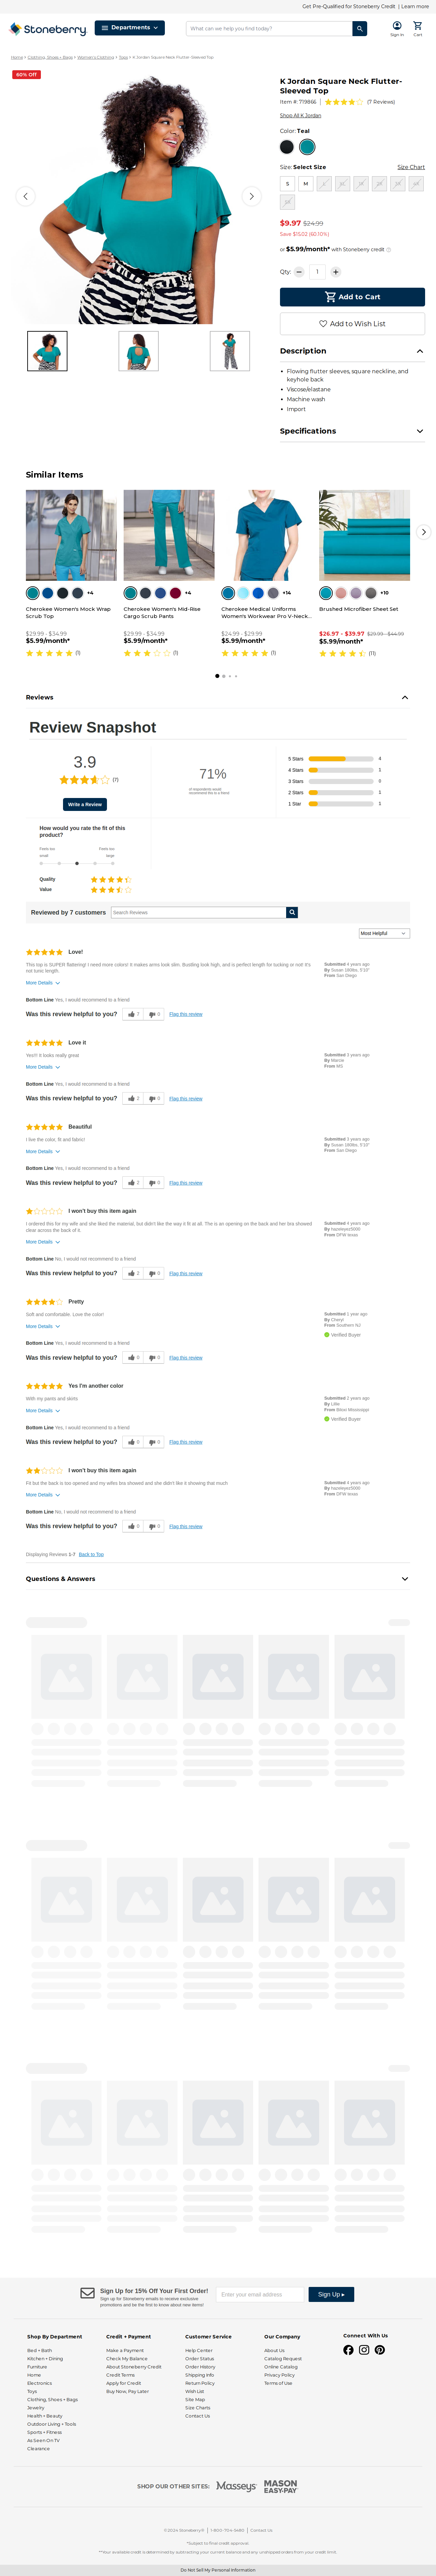 Get Pre-Qualified for Stoneberry Credit | Learn more
Stoneberry
Departments
What can we help you find today?
Sign In
Cart
Home > Clothing, Shoes + Bags > Women's Clothing > Tops > K Jordan Square Neck Flutter-Sleeved Top
60% Off
K Jordan Square Neck Flutter-Sleeved Top
Item #: 719866
(7 Reviews)
Shop All K Jordan
Color: Teal
Size: Select Size
Size Chart
S
M
$9.97 $24.99
Save $15.02 (60.10%)
or $5.99/month* with Stoneberry credit
Qty:
1
Add to Cart
Add to Wish List
Description
Flowing flutter sleeves, square neckline, and keyhole back
Viscose/elastane
Machine wash
Import
Specifications
Similar Items
+4
Cherokee Women's Mock Wrap Scrub Top
$29.99 - $34.99
$5.99/month*
(1)
+4
Cherokee Women's Mid-Rise Cargo Scrub Pants
$29.99 - $34.99
$5.99/month*
(1)
+14
Cherokee Medical Uniforms Women's Workwear Pro V-Neck...
$24.99 - $29.99
$5.99/month*
(1)
+10
Brushed Microfiber Sheet Set
$26.97 - $39.97 $29.99 - $44.99
$5.99/month*
(11)
Reviews
Review Snapshot
3.9
(7)
Write a Review
71%
of respondents would recommend this to a friend
5 Stars 4
4 Stars 1
3 Stars 0
2 Stars 1
1 Star 1
How would you rate the fit of this product?
Feels too small
Feels too large
Quality
Value
Reviewed by 7 customers
Search Reviews
Most Helpful
Love!
This top is SUPER flattering! I need more colors! It makes arms look slim. Bustling look high, and is perfect length for tucking or not! It's not tunic length.
More Details
Bottom Line Yes, I would recommend to a friend
Was this review helpful to you? 7 0 Flag this review
Submitted 4 years ago
By Susan 180lbs, 5'10"
From San Diego
Love it
Yes!!! It looks really great
More Details
Bottom Line Yes, I would recommend to a friend
Was this review helpful to you? 2 0 Flag this review
Submitted 3 years ago
By Marcie
From MS
Beautiful
I live the color, fit and fabric!
More Details
Bottom Line Yes, I would recommend to a friend
Was this review helpful to you? 2 0 Flag this review
Submitted 3 years ago
By Susan 180lbs, 5'10"
From San Diego
I won't buy this item again
I ordered this for my wife and she liked the material, but didn't like the way it fit at all. The is an opening on the back and her bra showed clear across the back of it.
More Details
Bottom Line No, I would not recommend to a friend
Was this review helpful to you? 2 0 Flag this review
Submitted 4 years ago
By hazeleyez5000
From DFW texas
Pretty
Soft and comfortable. Love the color!
More Details
Bottom Line Yes, I would recommend to a friend
Was this review helpful to you? 0 0 Flag this review
Submitted 1 year ago
By Cheryl
From Southern NJ
Verified Buyer
Yes I'm another color
With my pants and skirts
More Details
Bottom Line Yes, I would recommend to a friend
Was this review helpful to you? 0 0 Flag this review
Submitted 2 years ago
By Lillie
From Biloxi Mississippi
Verified Buyer
I won't buy this item again
Fit but the back is too opened and my wifes bra showed and she didn't like it showing that much
More Details
Bottom Line No, I would not recommend to a friend
Was this review helpful to you? 0 0 Flag this review
Submitted 4 years ago
By hazeleyez5000
From DFW texas
Displaying Reviews 1-7 Back to Top
Questions & Answers
Sign Up for 15% Off Your First Order!
Sign up for Stoneberry emails to receive exclusive promotions and be the first to know about new items!
Enter your email address
Sign Up ▸
Shop By Department
Bed + Bath
Kitchen + Dining
Furniture
Home
Electronics
Toys
Clothing, Shoes + Bags
Jewelry
Health + Beauty
Outdoor Living + Tools
Sports + Fitness
As Seen On TV
Clearance
Credit + Payment
Make a Payment
Check My Balance
About Stoneberry Credit
Credit Terms
Apply for Credit
Buy Now, Pay Later
Customer Service
Help Center
Order Status
Order History
Shipping Info
Return Policy
Wish List
Site Map
Size Charts
Contact Us
Our Company
About Us
Catalog Request
Online Catalog
Privacy Policy
Terms of Use
Connect With Us
SHOP OUR OTHER SITES:
Masseys
MASON EASY-PAY
©2024 Stoneberry® | 1-800-704-5480 | Contact Us
*Subject to final credit approval.
**Your available credit is determined by subtracting your current balance and any unshipped orders from your credit limit.
Do Not Sell My Personal Information